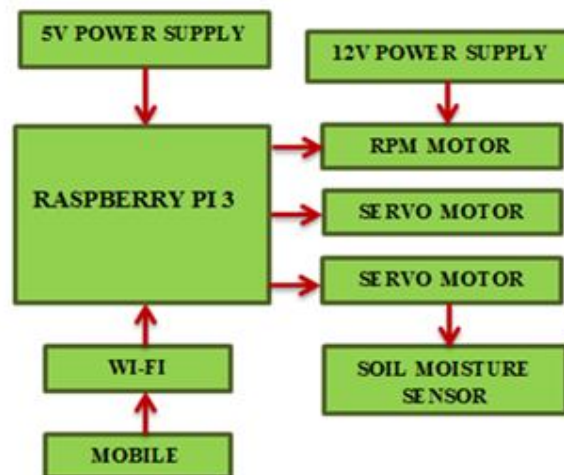 5V POWER SUPPLY
12V POWER SUPPLY
RASPBERRY PI 3
RPM MOTOR
SERVO MOTOR
SERVO MOTOR
WI-FI
SOIL MOISTURE
SENSOR
MOBILE